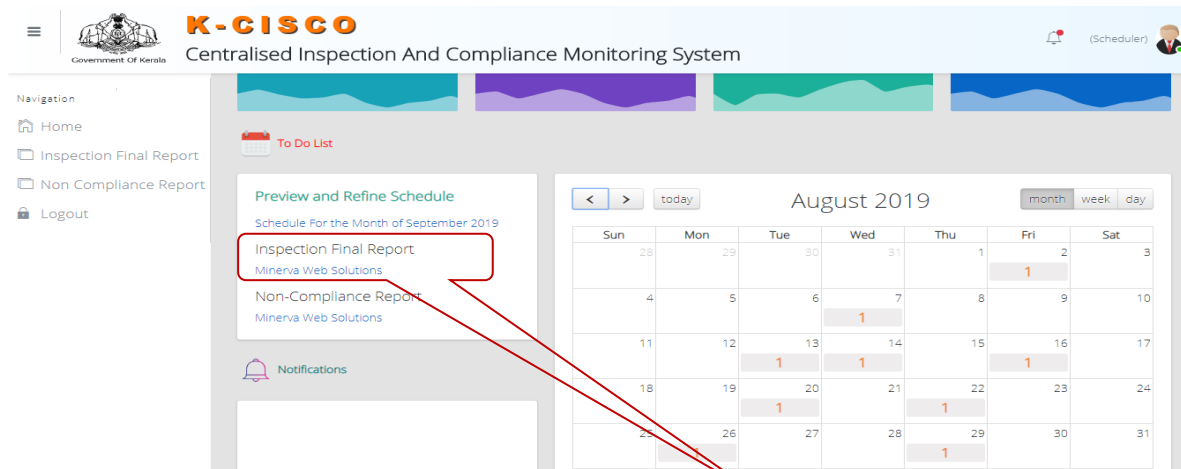 K-CISCO
Government Of Kerala
Centralised Inspection And Compliance Monitoring System
(Scheduler)
Navigation
Home
Inspection Final Report
Non Compliance Report
Logout
To Do List
Preview and Refine Schedule
Schedule For the Month of September 2019
Inspection Final Report
Minerva Web Solutions
Non-Compliance Report
Minerva Web Solutions
Notifications
< > today August 2019 month week day
Sun Mon Tue Wed Thu Fri Sat
28 29 30 31 1 2 3
1
4 5 6 7 8 9 10
1
11 12 13 14 15 16 17
1 1 1
18 19 20 21 22 23 24
1 1
25 26 27 28 29 30 31
1 1